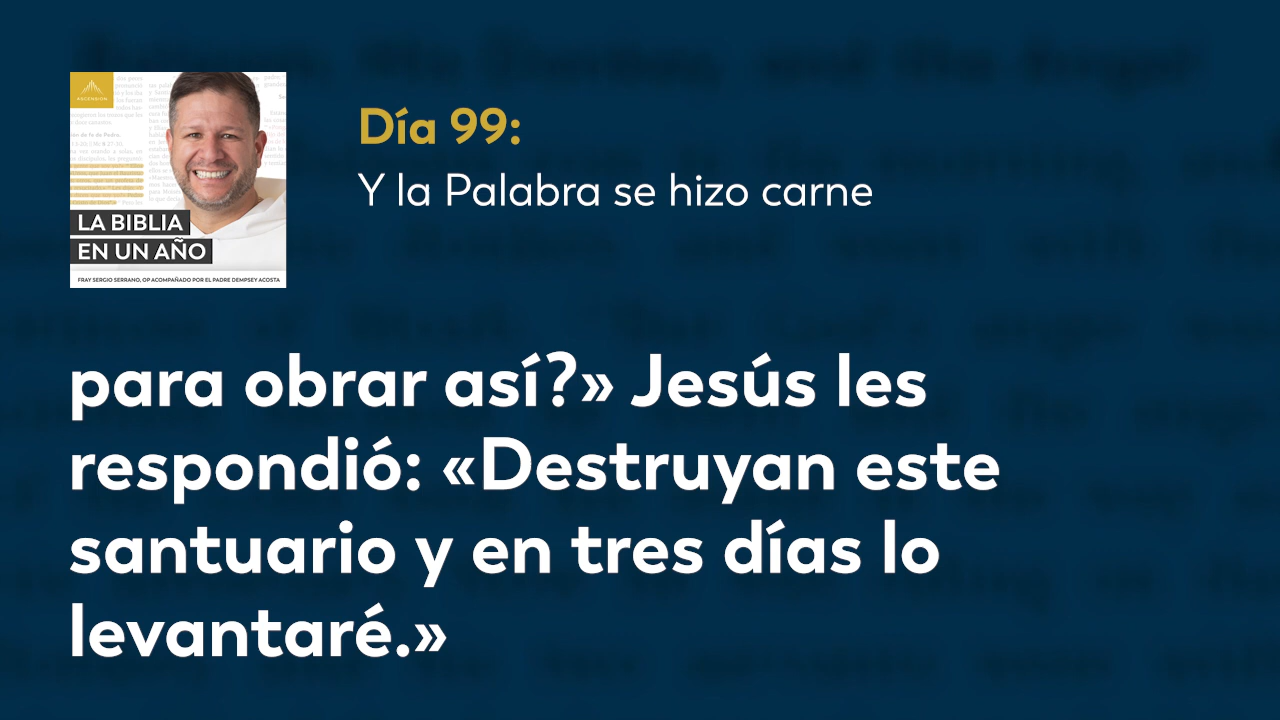 ASCENSION
LA BIBLIA
EN UN AÑO
FRAY SERGIO SERRANO, OP ACOMPAÑADO POR EL PADRE DEMPSEY ACOSTA
Día 99:
Y la Palabra se hizo carne
para obrar así?» Jesús les
respondió: «Destruyan este
santuario y en tres días lo
levantaré.»